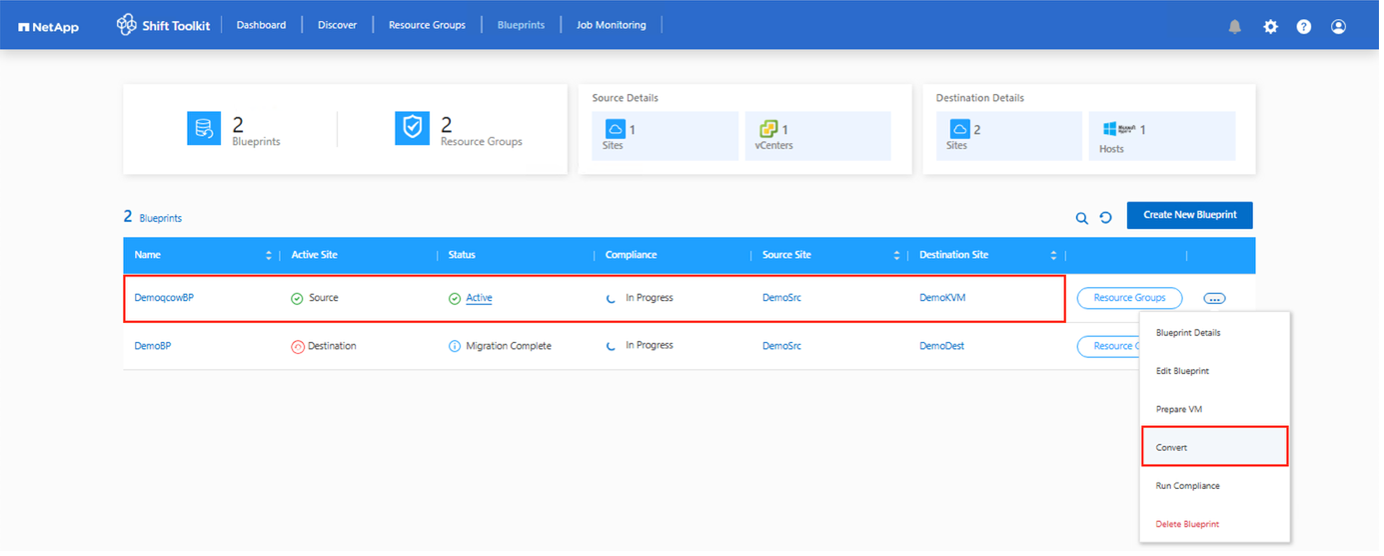 NetApp Shift Toolkit Dashboard Discover Resource Groups Blueprints Job Monitoring
2 Blueprints
2 Resource Groups
Source Details
1 Sites
1 vCenters
Destination Details
2 Sites
Microsoft 1 Hosts
2 Blueprints
Create New Blueprint
Name Active Site Status Compliance Source Site Destination Site
DemoqcowBP Source Active In Progress DemoSrc DemoKVM Resource Groups ...
DemoBP Destination Migration Complete In Progress DemoSrc DemoDest Resource G
Blueprint Details
Edit Blueprint
Prepare VM
Convert
Run Compliance
Delete Blueprint